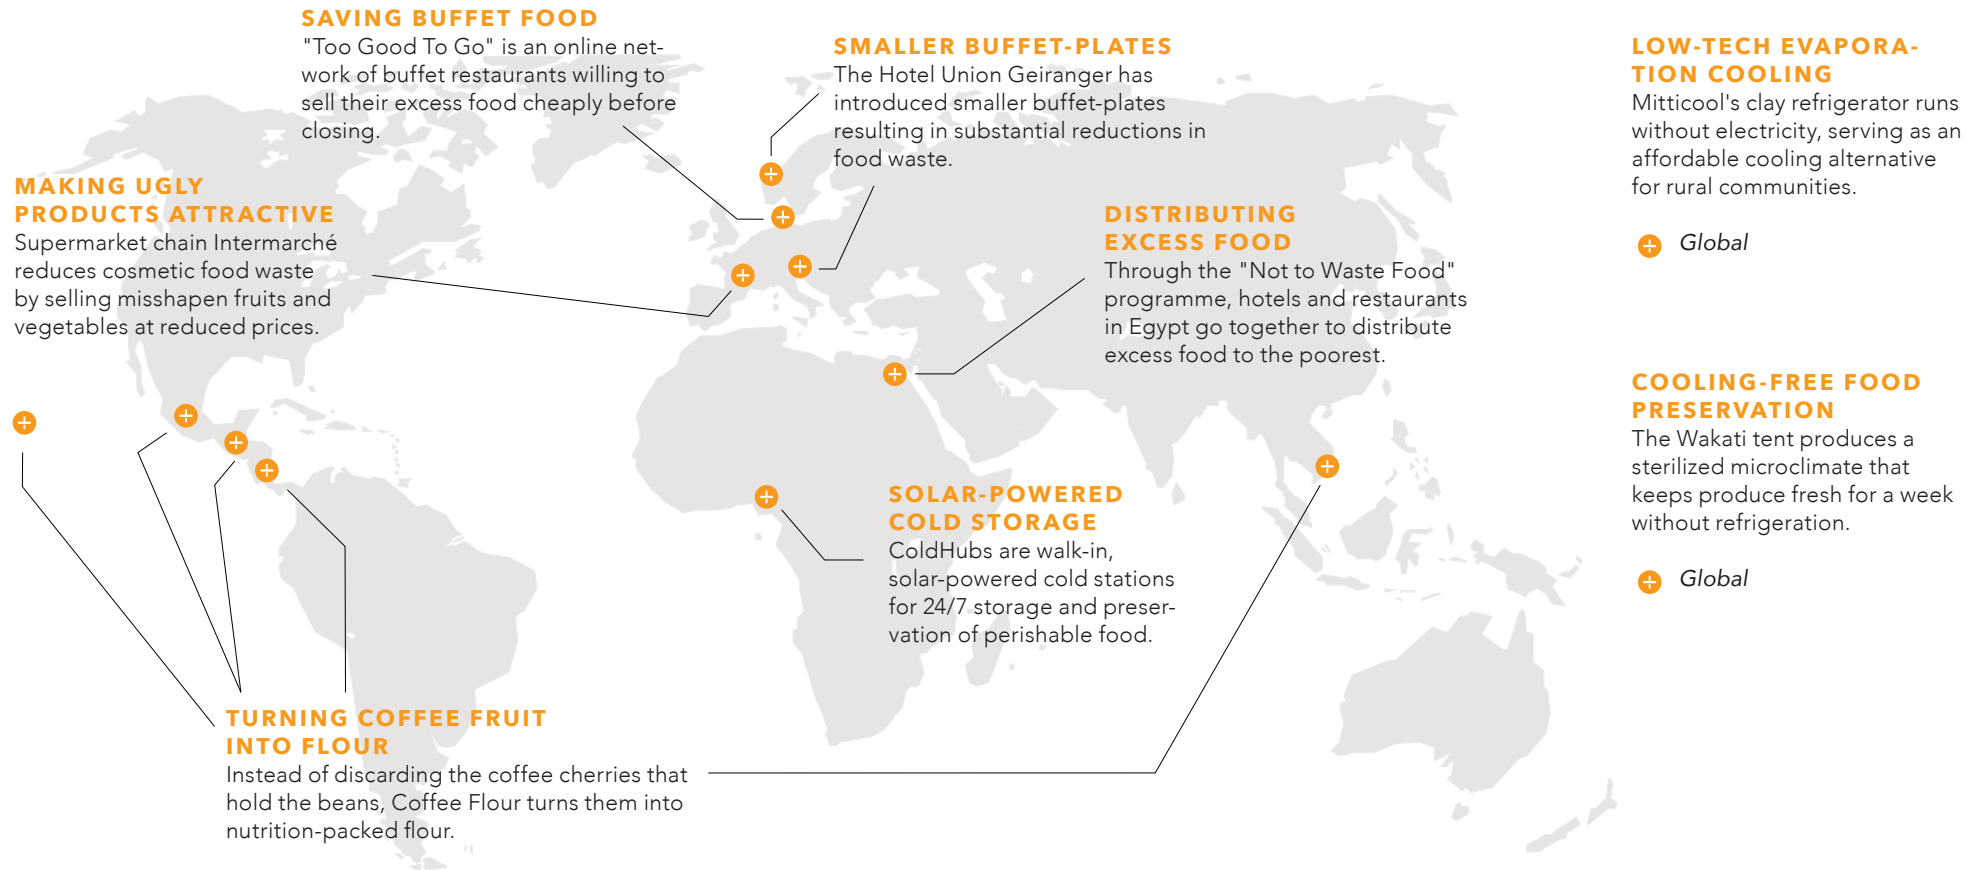 SAVING BUFFET FOOD
"Too Good To Go" is an online net-
work of buffet restaurants willing to
sell their excess food cheaply before
closing.
SMALLER BUFFET-PLATES
The Hotel Union Geiranger has
introduced smaller buffet-plates
resulting in substantial reductions in
food waste.
LOW-TECH EVAPORA-
TION COOLING
Mitticool's clay refrigerator runs
without electricity, serving as an
affordable cooling alternative
for rural communities.
Global
MAKING UGLY
PRODUCTS ATTRACTIVE
Supermarket chain Intermarché
reduces cosmetic food waste
by selling misshapen fruits and
vegetables at reduced prices.
DISTRIBUTING
EXCESS FOOD
Through the "Not to Waste Food"
programme, hotels and restaurants
in Egypt go together to distribute
excess food to the poorest.
COOLING-FREE FOOD
PRESERVATION
The Wakati tent produces a
sterilized microclimate that
keeps produce fresh for a week
without refrigeration.
Global
SOLAR-POWERED
COLD STORAGE
ColdHubs are walk-in,
solar-powered cold stations
for 24/7 storage and preser-
vation of perishable food.
TURNING COFFEE FRUIT
INTO FLOUR
Instead of discarding the coffee cherries that
hold the beans, Coffee Flour turns them into
nutrition-packed flour.